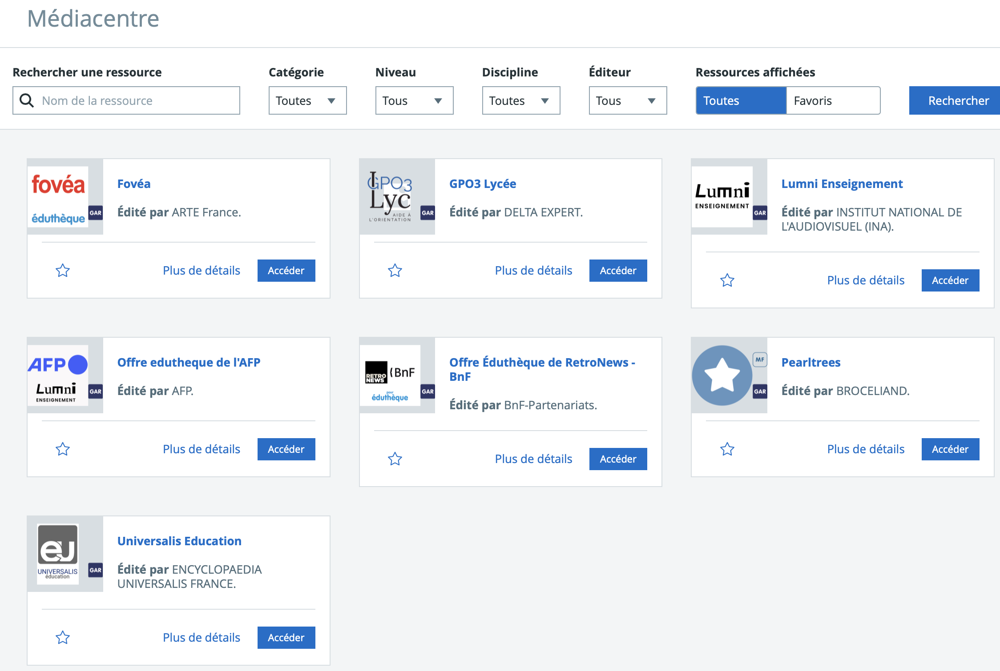 Médiacentre
Rechercher une ressource
Catégorie
Niveau
Discipline
Éditeur
Ressources affichées
Nom de la ressource
Toutes
Tous
Toutes
Tous
Toutes
Favoris
Rechercher
fovéa
éduthèque
GAR
Fovéa
Édité par ARTE France.
Plus de détails
Accéder
GPO3
Lyc
AIDE À
L'ORIENTATION
GAR
GPO3 Lycée
Édité par DELTA EXPERT.
Plus de détails
Accéder
Lumni
ENSEIGNEMENT
GAR
Lumni Enseignement
Édité par INSTITUT NATIONAL DE
L'AUDIOVISUEL (INA).
Plus de détails
Accéder
AFP
Lumni
ENSEIGNEMENT
GAR
Offre edutheque de l'AFP
Édité par AFP.
Plus de détails
Accéder
RETRO
NEWS
(BnF
pour
éduthèque
GAR
Offre Éduthèque de RetroNews -
BnF
Édité par BnF-Partenariats.
Plus de détails
Accéder
MF
GAR
Pearltrees
Édité par BROCELIAND.
Plus de détails
Accéder
eu
UNIVERSALIS
éducation
GAR
Universalis Education
Édité par ENCYCLOPAEDIA
UNIVERSALIS FRANCE.
Plus de détails
Accéder